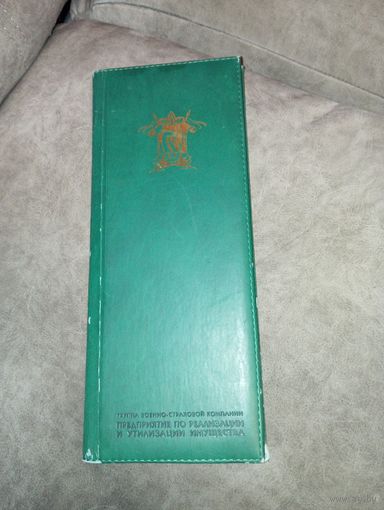 ГРУППА ВОЕННО-СТРАХОВОЙ КОМПАНИИ
ПРЕДПРИЯТИЕ ПО РЕАЛИЗАЦИИ
И УТИЛИЗАЦИИ ИМУЩЕСТВА